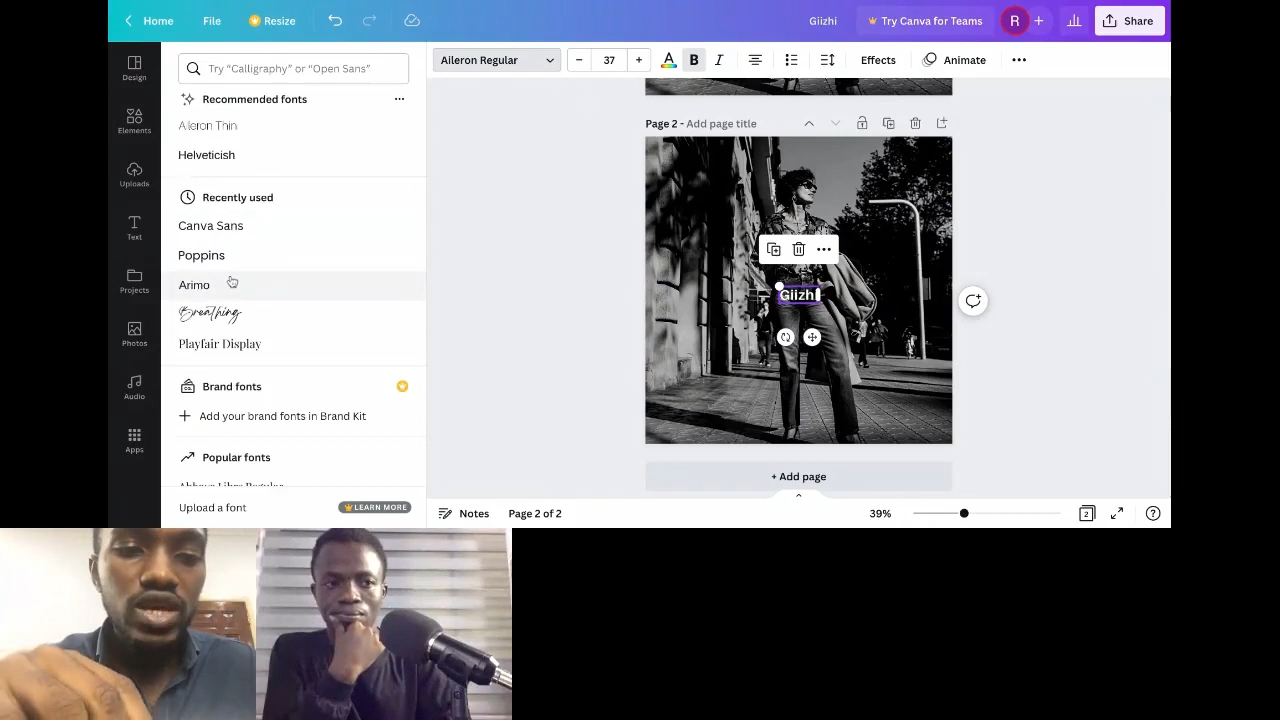 Home File Resize Giizhi Try Canva for Teams R + Share
Try “Calligraphy” or “Open Sans” Aileron Regular – 37 + A B I Effects Animate
Design
Elements
Uploads
Text
Projects
Photos
Audio
Apps
Recommended fonts
Aileron Thin
Helveticish
Recently used
Canva Sans
Poppins
Arimo
Breathing
Playfair Display
Brand fonts
Add your brand fonts in Brand Kit
Popular fonts
Upload a font LEARN MORE
Page 2 - Add page title
Giizhi
+ Add page
Notes Page 2 of 2 39% 2 ?